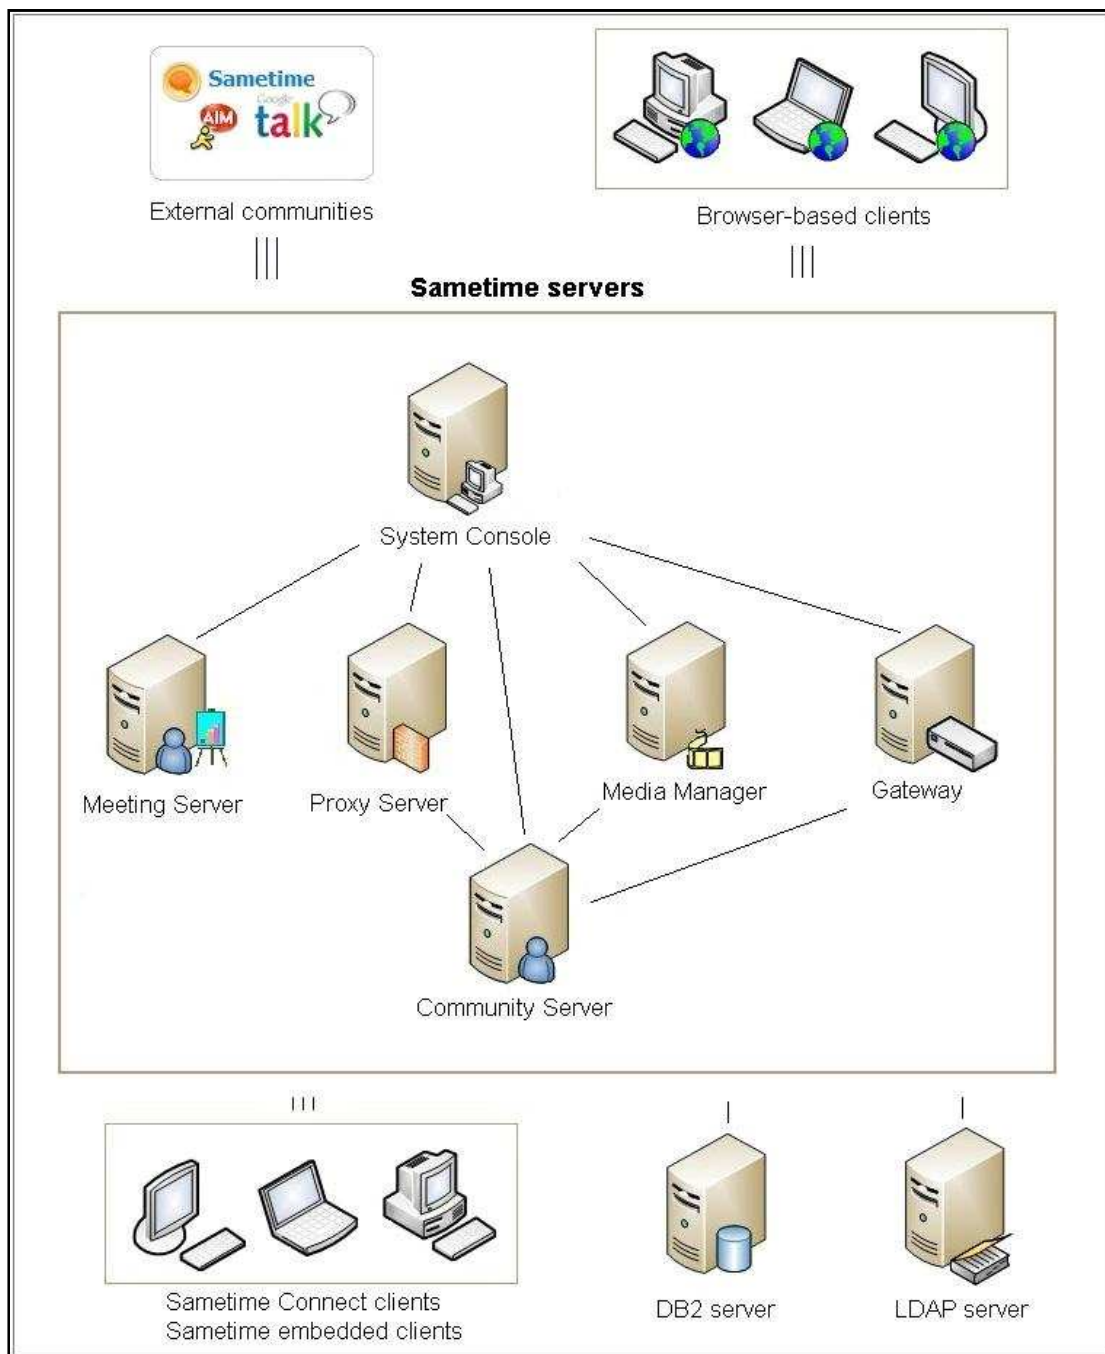 Sametime
Google
AIM
talk
External communities
Browser-based clients
Sametime servers
System Console
Meeting Server
Proxy Server
Media Manager
Gateway
Community Server
Sametime Connect clients
Sametime embedded clients
DB2 server
LDAP server